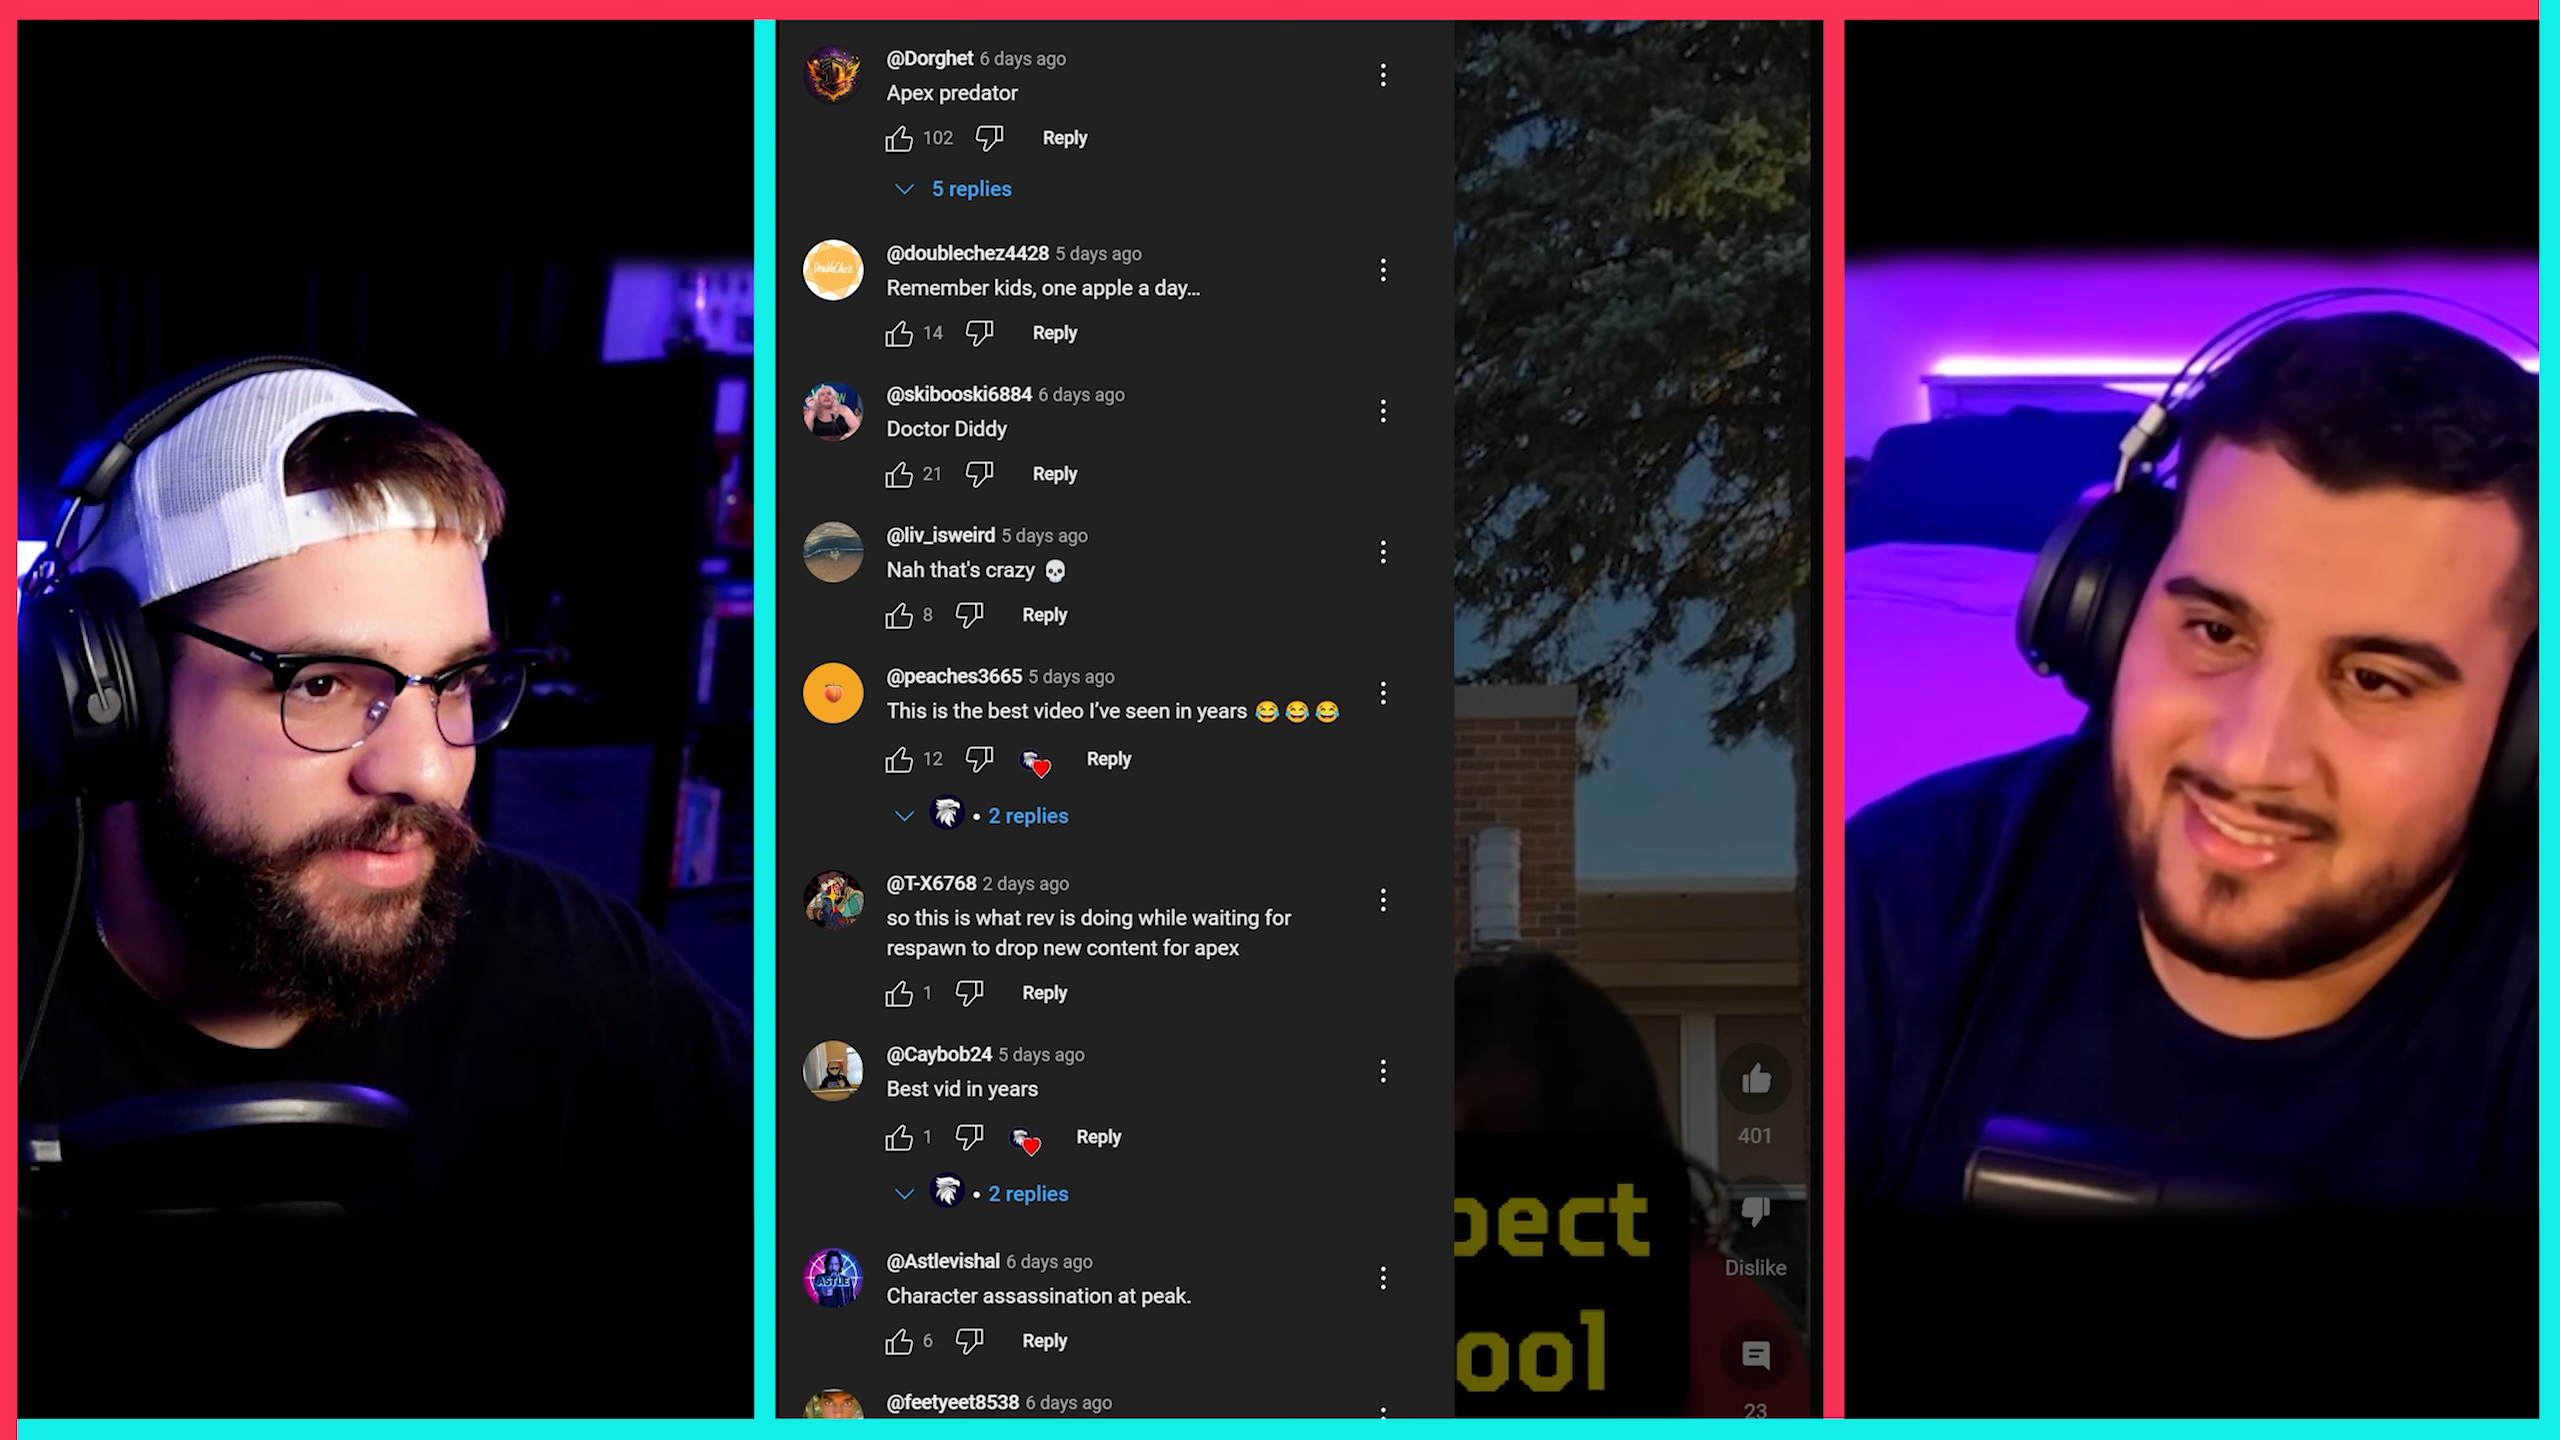 @Dorghet 6 days ago
Apex predator
102 Reply
5 replies
@doublechez4428 5 days ago
DoubleChez
Remember kids, one apple a day...
14 Reply
@skibooski6884 6 days ago
Doctor Diddy
21 Reply
@liv_isweird 5 days ago
Nah that's crazy 💀
8 Reply
@peaches3665 5 days ago
This is the best video I've seen in years 😂😂😂
12 Reply
• 2 replies
@T-X6768 2 days ago
so this is what rev is doing while waiting for
respawn to drop new content for apex
1 Reply
@Caybob24 5 days ago
Best vid in years
1 Reply
• 2 replies
@Astlevishal 6 days ago
ASTLE
Character assassination at peak.
6 Reply
@feetyeet8538 6 days ago
401
pect
Dislike
ool
23